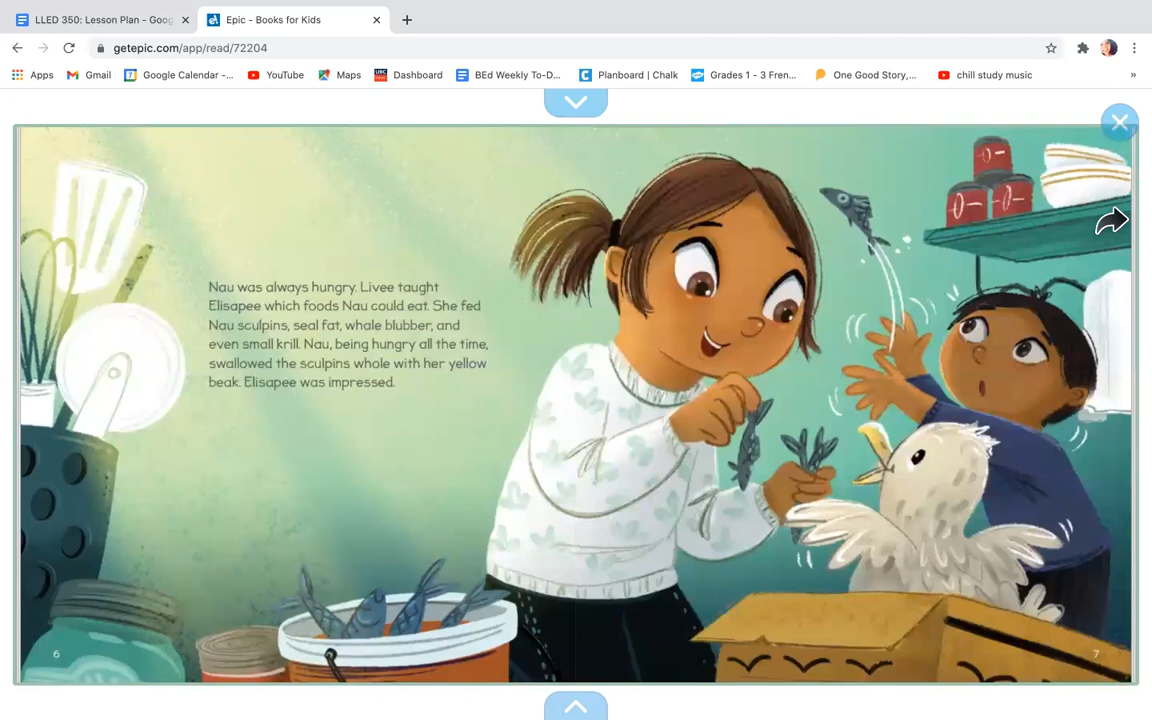 LLED 350: Lesson Plan - Goog
Epic - Books for Kids
getepic.com/app/read/72204
Apps
Gmail
Google Calendar -...
YouTube
Maps
UBC
Dashboard
BEd Weekly To-D...
Planboard | Chalk
Grades 1 - 3 Fren...
One Good Story,...
chill study music
»
Nau was always hungry. Livee taught
Elisapee which foods Nau could eat. She fed
Nau sculpins, seal fat, whale blubber, and
even small krill. Nau, being hungry all the time,
swallowed the sculpins whole with her yellow
beak. Elisapee was impressed.
6
7